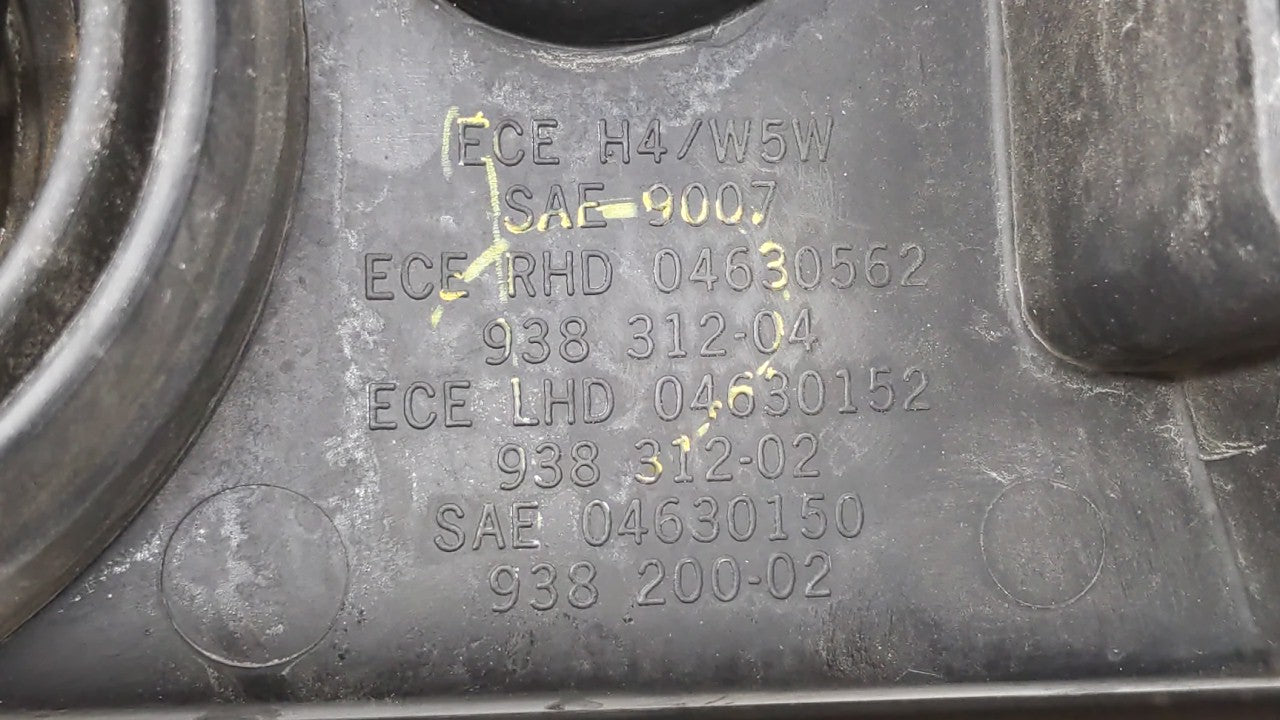 ECE H4/W5W
SAE 9007
ECE RHD 04630562
938 312-04
ECE LHD 04630152
938 312-02
SAE 04630150
938 200-02